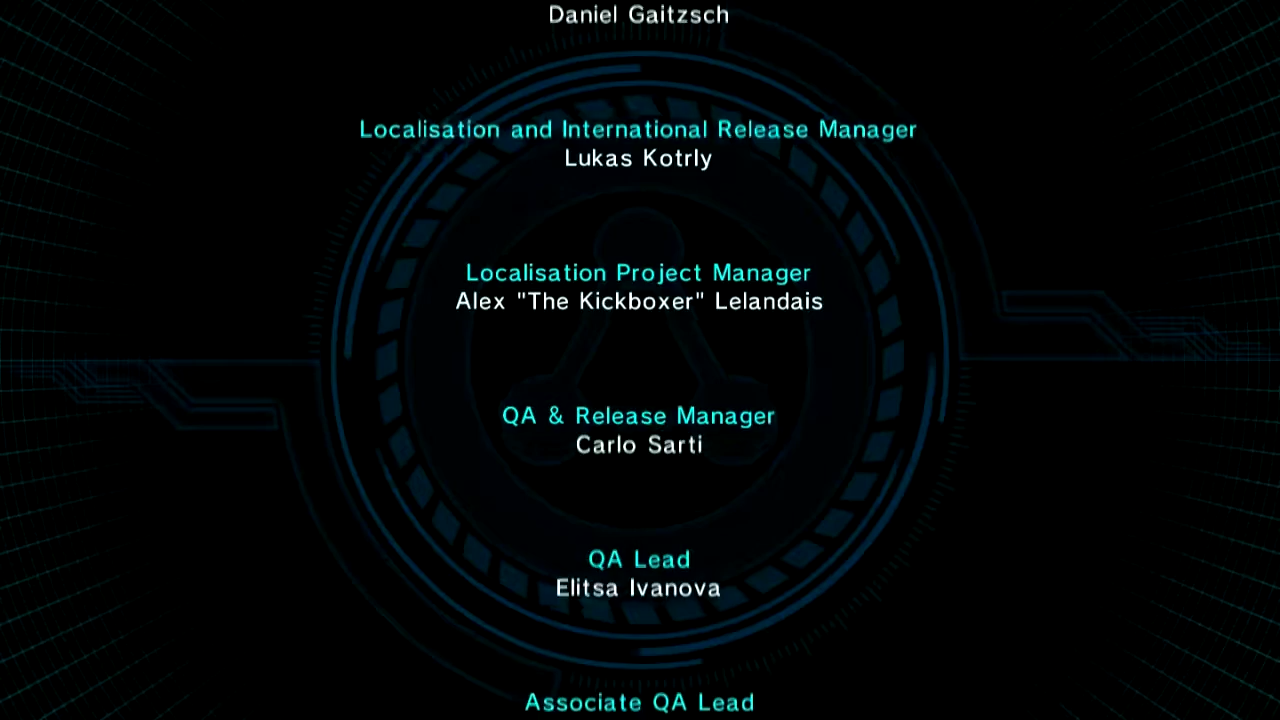 Daniel Gaitzsch
Localisation and International Release Manager
Lukas Kotrly
Localisation Project Manager
Alex "The Kickboxer" Lelandais
QA & Release Manager
Carlo Sarti
QA Lead
Elitsa Ivanova
Associate QA Lead